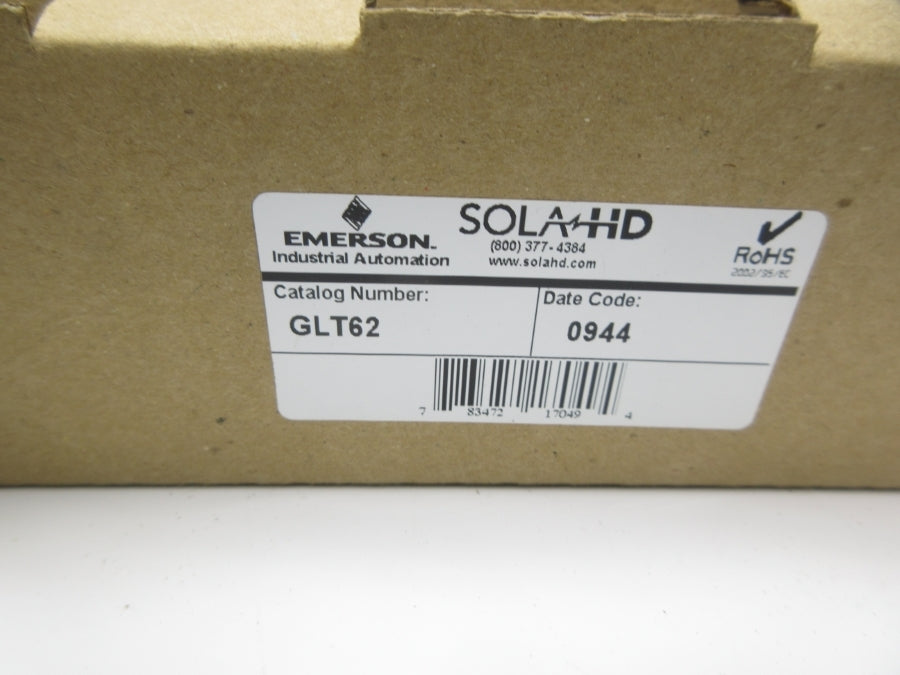 EMERSON™
Industrial Automation
SOLA HD
(800) 377-4384
www.solahd.com
RoHS
2002/95/EC
Catalog Number:
GLT62
Date Code:
0944
7 83472 17049 4